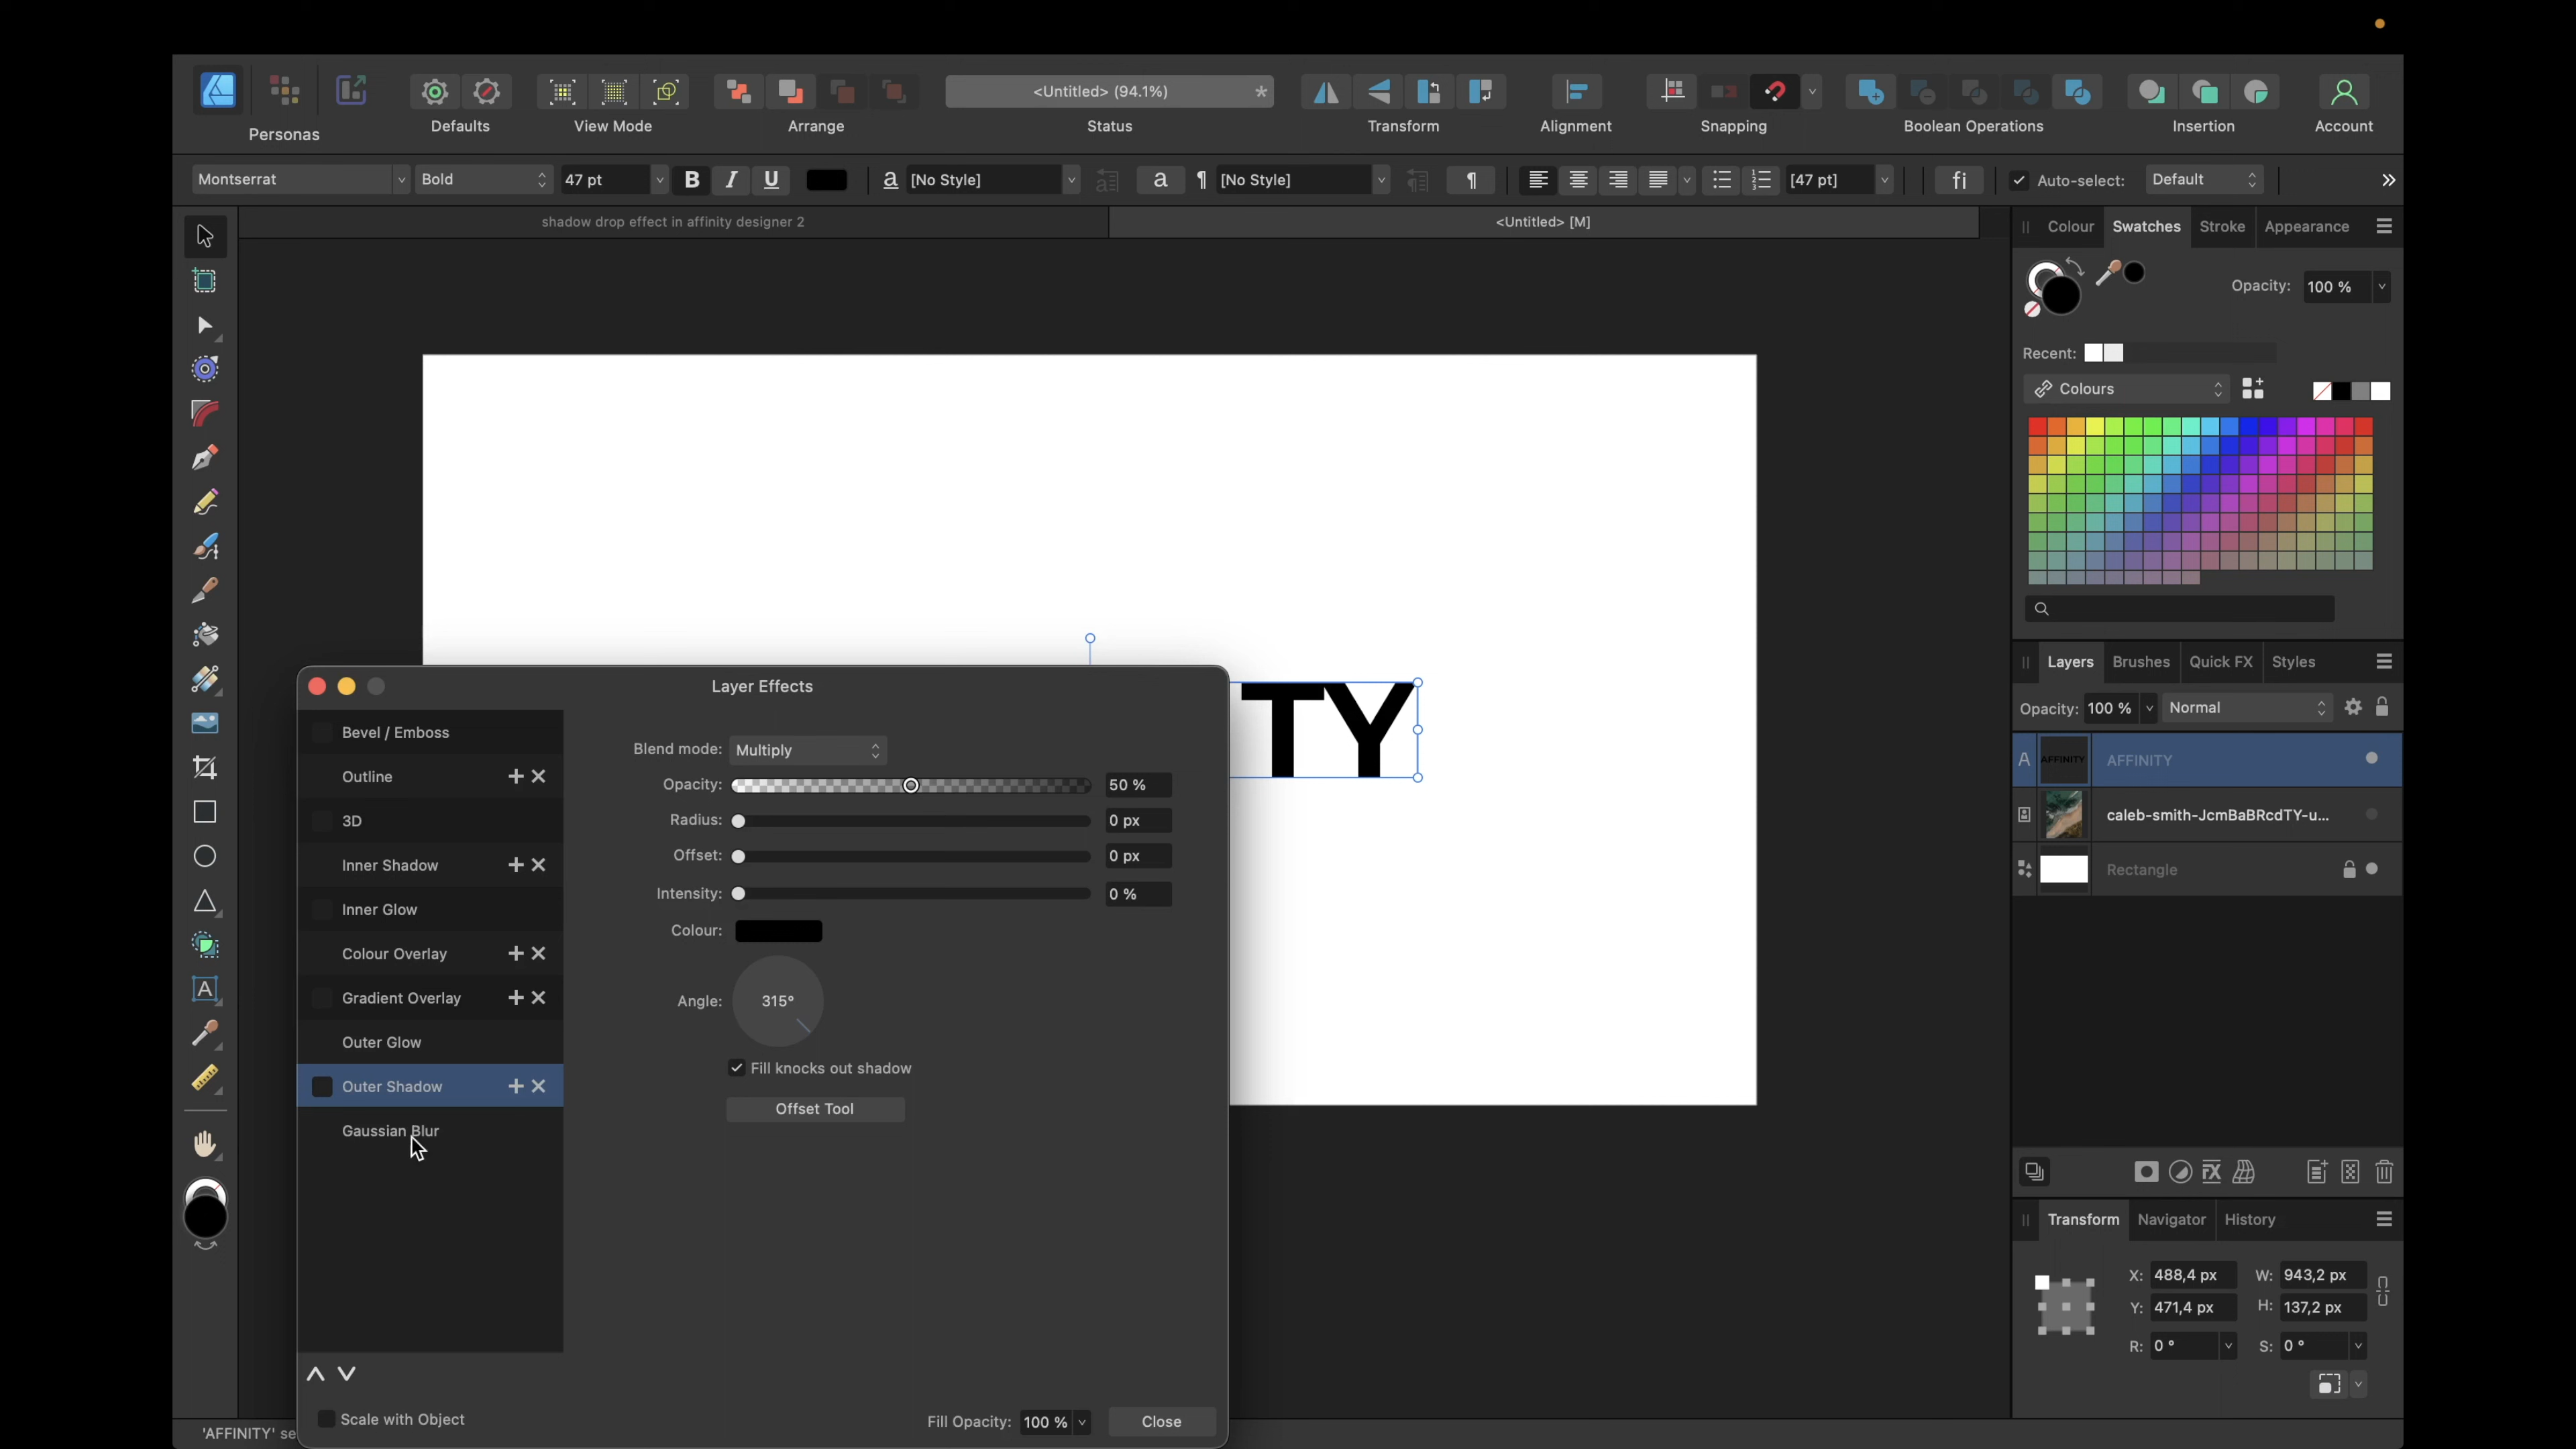 <Untitled> (94.1%)
*
Personas
Defaults
View Mode
Arrange
Status
Transform
Alignment
Snapping
Boolean Operations
Insertion
Account
Montserrat
Bold
47 pt
B
I
U
a
[No Style]
a
¶
[No Style]
¶
[47 pt]
fi
Auto-select:
Default
shadow drop effect in affinity designer 2
<Untitled> [M]
Colour
Swatches
Stroke
Appearance
Opacity:
100 %
Recent:
Colours
Layers
Brushes
Quick FX
Styles
Opacity:
100 %
Normal
A
AFFINITY
AFFINITY
caleb-smith-JcmBaBRcdTY-u...
Rectangle
TY
Layer Effects
Bevel / Emboss
Outline
3D
Inner Shadow
Inner Glow
Colour Overlay
Gradient Overlay
Outer Glow
Outer Shadow
Gaussian Blur
Blend mode:
Multiply
Opacity:
50 %
Radius:
0 px
Offset:
0 px
Intensity:
0 %
Colour:
Angle:
315°
Fill knocks out shadow
Offset Tool
Scale with Object
Fill Opacity:
100 %
Close
A
FX
Transform
Navigator
History
X:
488,4 px
W:
943,2 px
Y:
471,4 px
H:
137,2 px
R:
0 °
S:
0 °
'AFFINITY' se